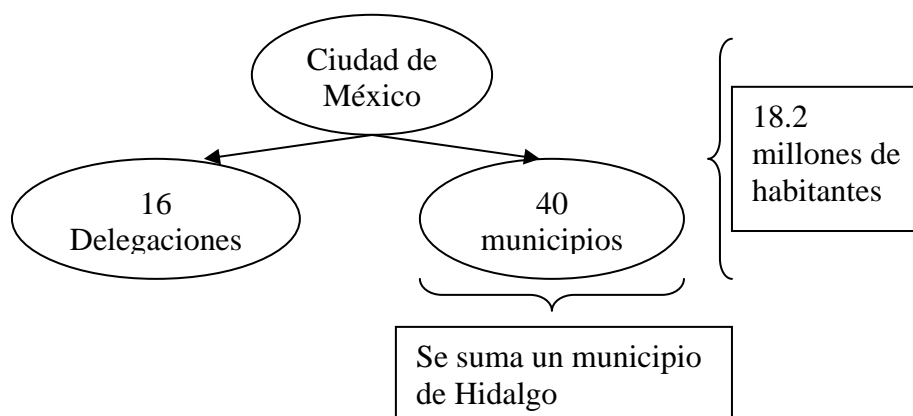 Ciudad de
México
18.2
millones de
habitantes
16
Delegaciones
40
municipios
Se suma un municipio
de Hidalgo